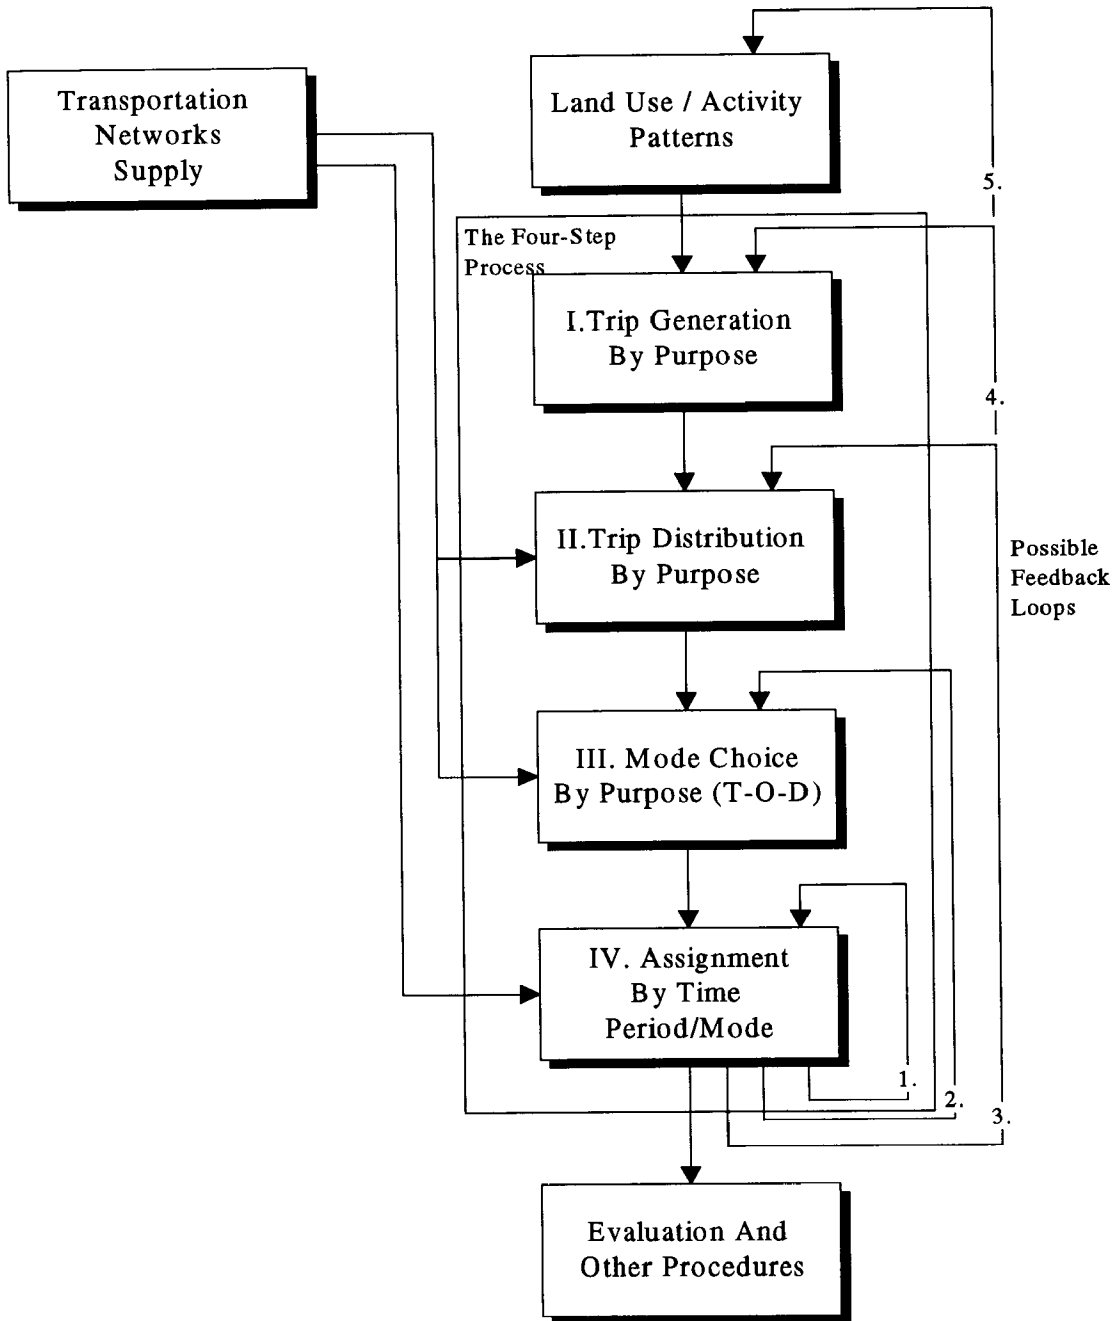 Transportation
Networks
Supply
Land Use / Activity
Patterns
5.
The Four-Step
Process
I.Trip Generation
By Purpose
4.
II.Trip Distribution
By Purpose
Possible
Feedback
Loops
III. Mode Choice
By Purpose (T-O-D)
IV. Assignment
By Time
Period/Mode
1.
2.
3.
Evaluation And
Other Procedures